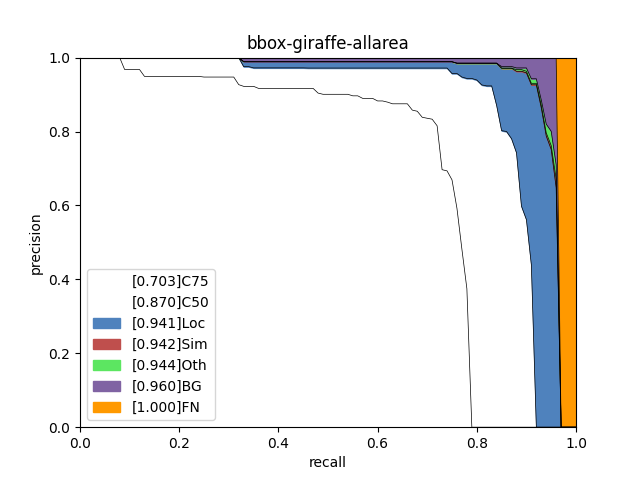 bbox-giraffe-allarea
1.0
0.8
0.6
0.4
0.2
0.0
precision
[0.703]C75
[0.870]C50
[0.941]Loc
[0.942]Sim
[0.944]Oth
[0.960]BG
[1.000]FN
0.0 0.2 0.4 0.6 0.8 1.0
recall